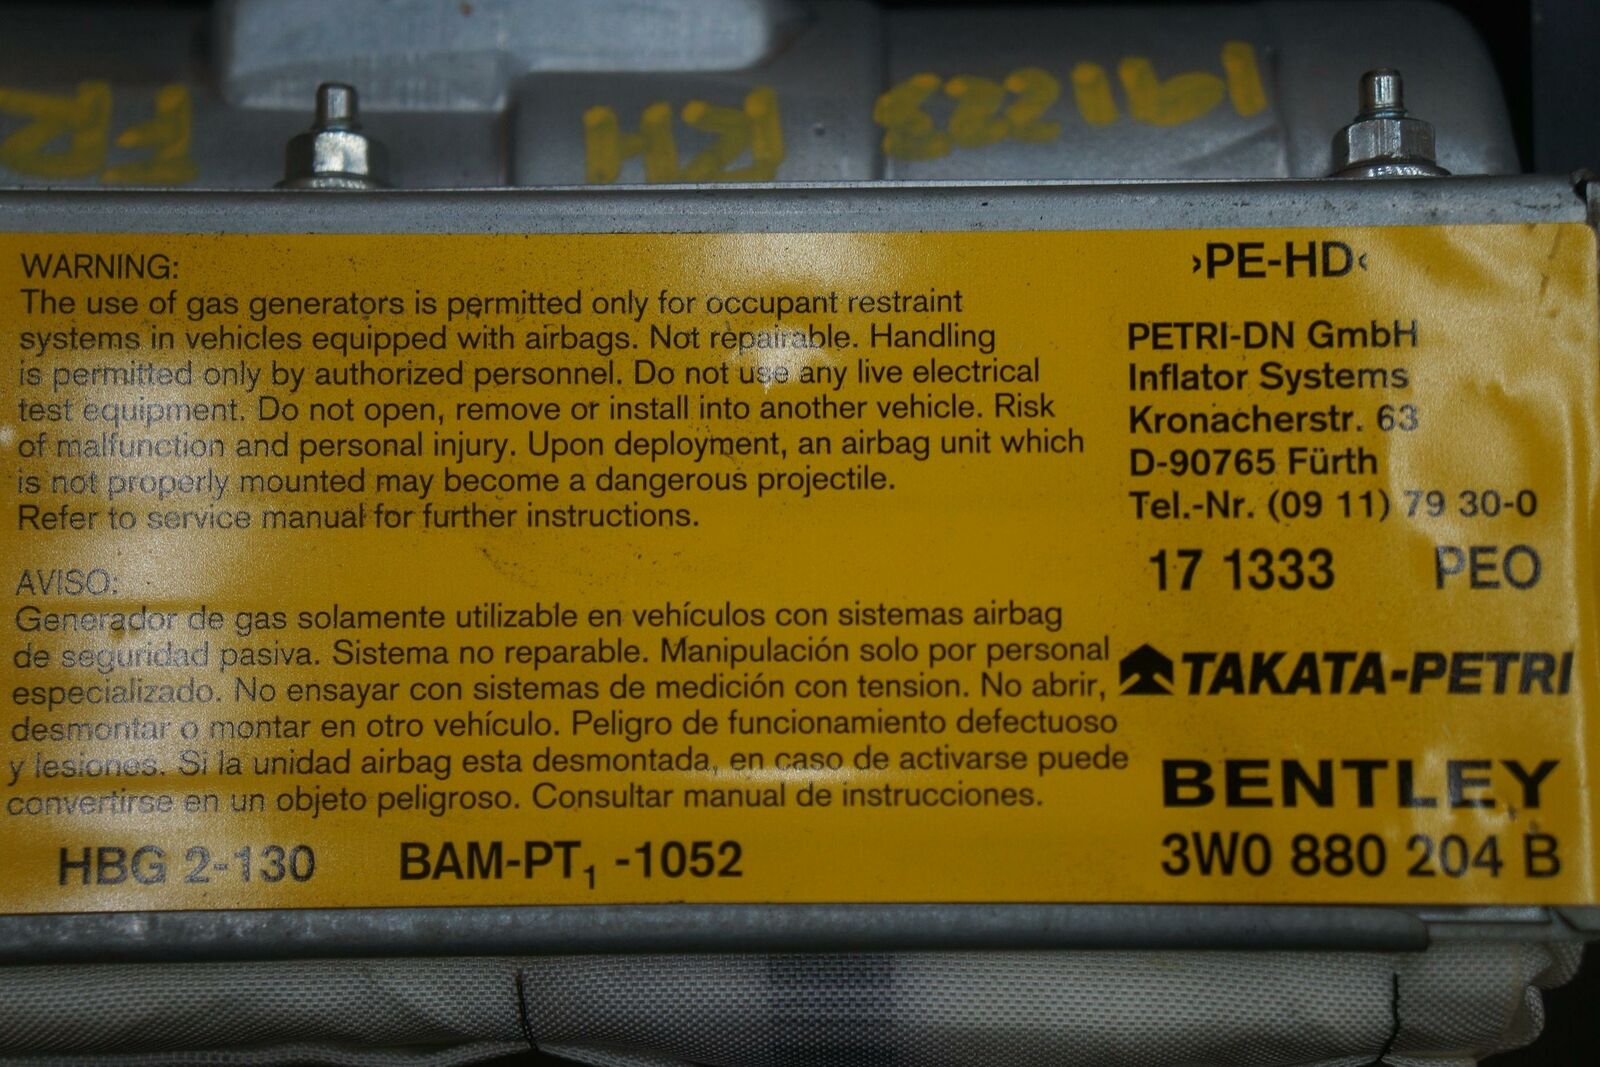 FR RH 191223
WARNING:
The use of gas generators is permitted only for occupant restraint
systems in vehicles equipped with airbags. Not repairable. Handling
is permitted only by authorized personnel. Do not use any live electrical
test equipment. Do not open, remove or install into another vehicle. Risk
of malfunction and personal injury. Upon deployment, an airbag unit which
is not properly mounted may become a dangerous projectile.
Refer to service manual for further instructions.
AVISO:
Generador de gas solamente utilizable en vehículos con sistemas airbag
de seguridad pasiva. Sistema no reparable. Manipulación solo por personal
especializado. No ensayar con sistemas de medición con tension. No abrir,
desmontar o montar en otro vehículo. Peligro de funcionamiento defectuoso
y lesiones. Si la unidad airbag esta desmontada, en caso de activarse puede
convertirse en un objeto peligroso. Consultar manual de instrucciones.
HBG 2-130 BAM-PT₁ -1052
›PE-HD‹
PETRI-DN GmbH
Inflator Systems
Kronacherstr. 63
D-90765 Fürth
Tel.-Nr. (09 11) 79 30-0
17 1333 PEO
TAKATA-PETRI
BENTLEY
3W0 880 204 B